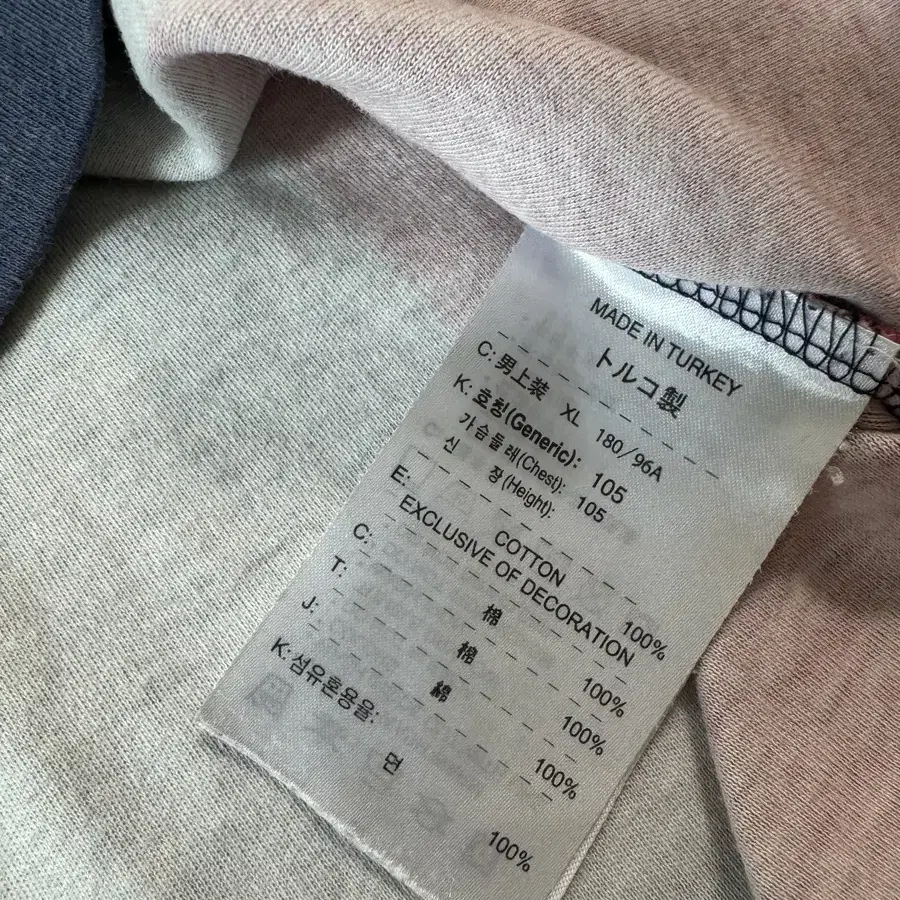 MADE IN TURKEY
トルコ製
C: 男上装 XL 180/96A
K: 호칭(Generic): 105
가슴둘레(Chest): 105
신 장(Height):
E:
COTTON 100%
EXCLUSIVE OF DECORATION
C: 棉 100%
T: 棉 100%
J: 綿 100%
K: 섬유혼용율:
면 100%